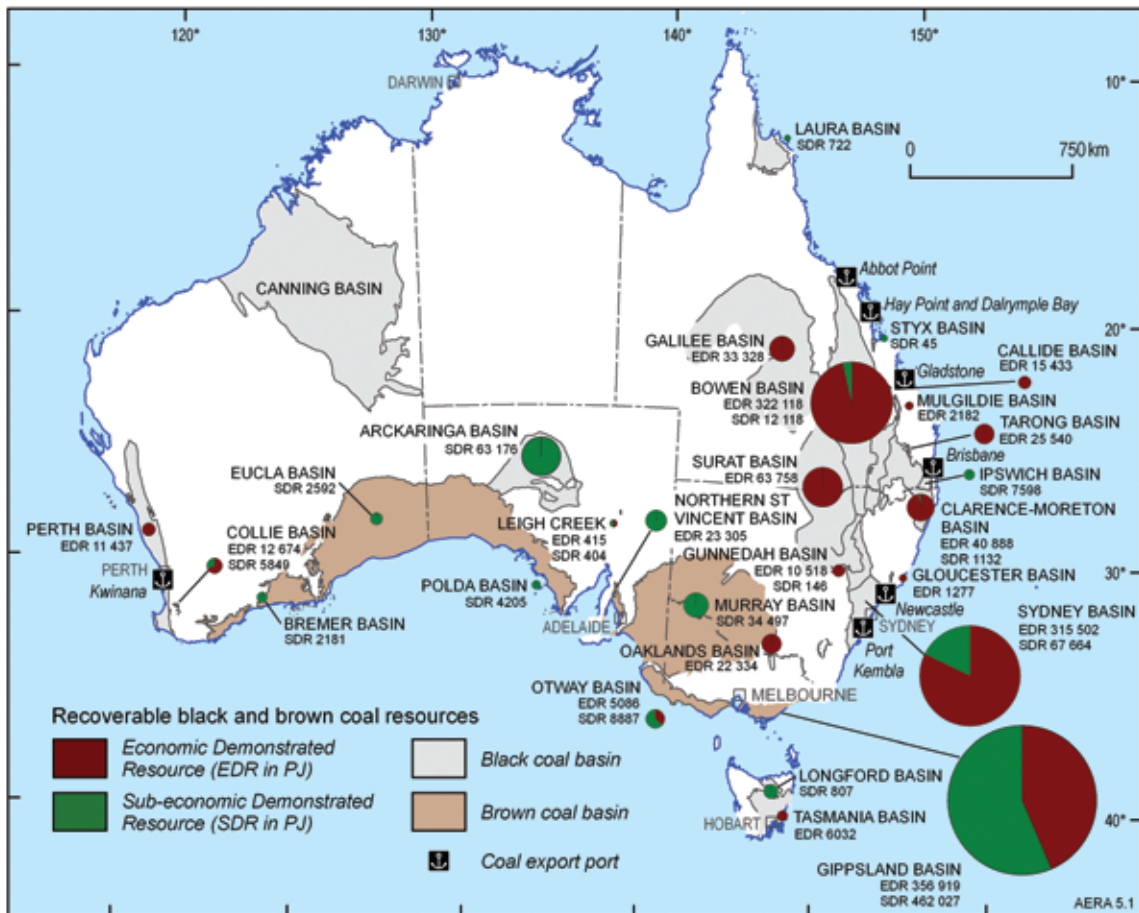 120°
130°
140°
150°
10°
20°
30°
40°
DARWIN
LAURA BASIN
SDR 722
0
750 km
CANNING BASIN
Abbot Point
Hay Point and Dalrymple Bay
STYX BASIN
SDR 45
GALILEE BASIN
EDR 33 328
CALLIDE BASIN
EDR 15 433
Gladstone
BOWEN BASIN
EDR 322 118
SDR 12 118
MULGILDIE BASIN
EDR 2182
TARONG BASIN
EDR 25 540
ARCKARINGA BASIN
SDR 63 176
Brisbane
SURAT BASIN
EDR 63 758
IPSWICH BASIN
SDR 7598
EUCLA BASIN
SDR 2592
NORTHERN ST
VINCENT BASIN
EDR 23 305
CLARENCE-MORETON
BASIN
EDR 40 888
SDR 1132
PERTH BASIN
EDR 11 437
COLLIE BASIN
EDR 12 674
SDR 5849
LEIGH CREEK
EDR 415
SDR 404
GUNNEDAH BASIN
EDR 10 518
SDR 146
PERTH
Kwinana
POLDA BASIN
SDR 4205
GLOUCESTER BASIN
EDR 1277
BREMER BASIN
SDR 2181
ADELAIDE
MURRAY BASIN
SDR 34 497
Newcastle
SYDNEY
SYDNEY BASIN
EDR 315 502
SDR 67 664
OAKLANDS BASIN
EDR 22 334
Port
Kembla
OTWAY BASIN
EDR 5086
SDR 8887
MELBOURNE
Recoverable black and brown coal resources
Economic Demonstrated
Resource (EDR in PJ)
Black coal basin
Sub-economic Demonstrated
Resource (SDR in PJ)
Brown coal basin
Coal export port
LONGFORD BASIN
SDR 807
HOBART
TASMANIA BASIN
EDR 6032
GIPPSLAND BASIN
EDR 356 919
SDR 462 027
AERA 5.1